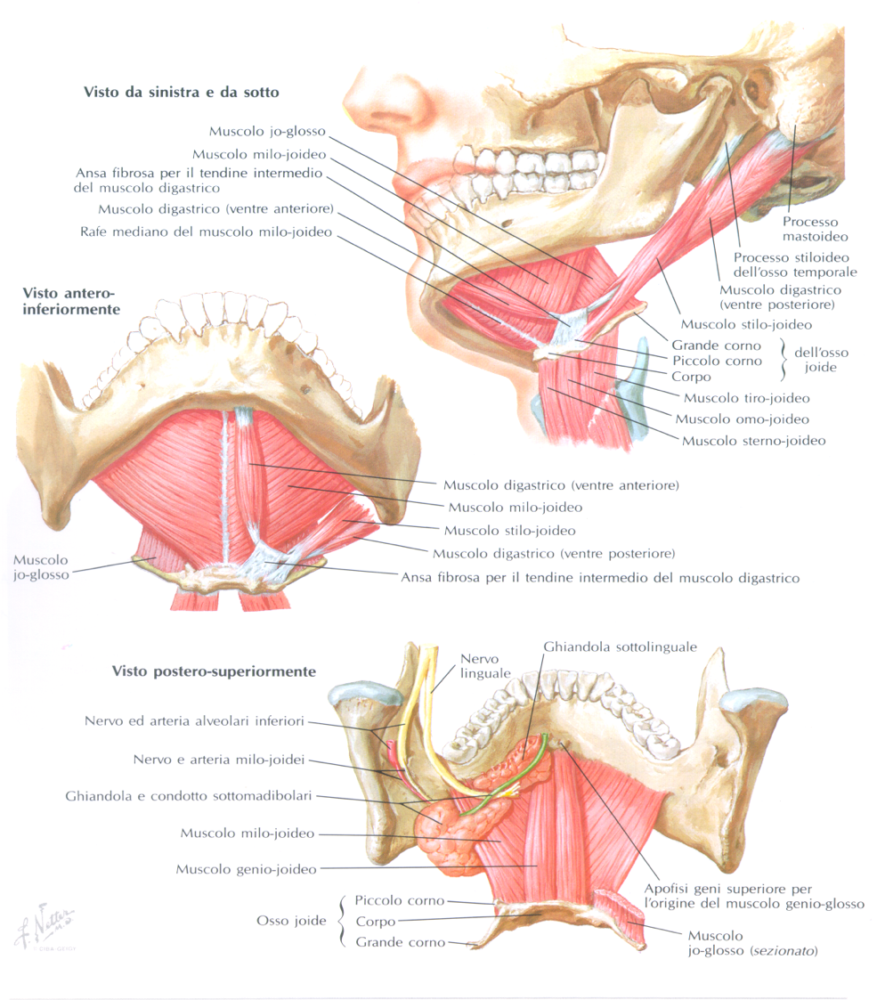 Visto da sinistra e da sotto
Muscolo jo-glosso
Muscolo milo-joideo
Ansa fibrosa per il tendine intermedio
del muscolo digastrico
Muscolo digastrico (ventre anteriore)
Rafe mediano del muscolo milo-joideo
Processo
mastoideo
Processo stiloideo
dell'osso temporale
Muscolo digastrico
(ventre posteriore)
Muscolo stilo-joideo
Grande corno
Piccolo corno
Corpo
dell'osso
joide
Muscolo tiro-joideo
Muscolo omo-joideo
Muscolo sterno-joideo
Visto antero-
inferiormente
Muscolo digastrico (ventre anteriore)
Muscolo milo-joideo
Muscolo stilo-joideo
Muscolo digastrico (ventre posteriore)
Ansa fibrosa per il tendine intermedio del muscolo digastrico
Muscolo
jo-glosso
Visto postero-superiormente
Nervo
linguale
Ghiandola sottolinguale
Nervo ed arteria alveolari inferiori
Nervo e arteria milo-joidei
Ghiandola e condotto sottomadibolari
Muscolo milo-joideo
Muscolo genio-joideo
Osso joide
Piccolo corno
Corpo
Grande corno
Apofisi geni superiore per
l'origine del muscolo genio-glosso
Muscolo
jo-glosso (sezionato)
F. Netter
M.D.
© CIBA-GEIGY